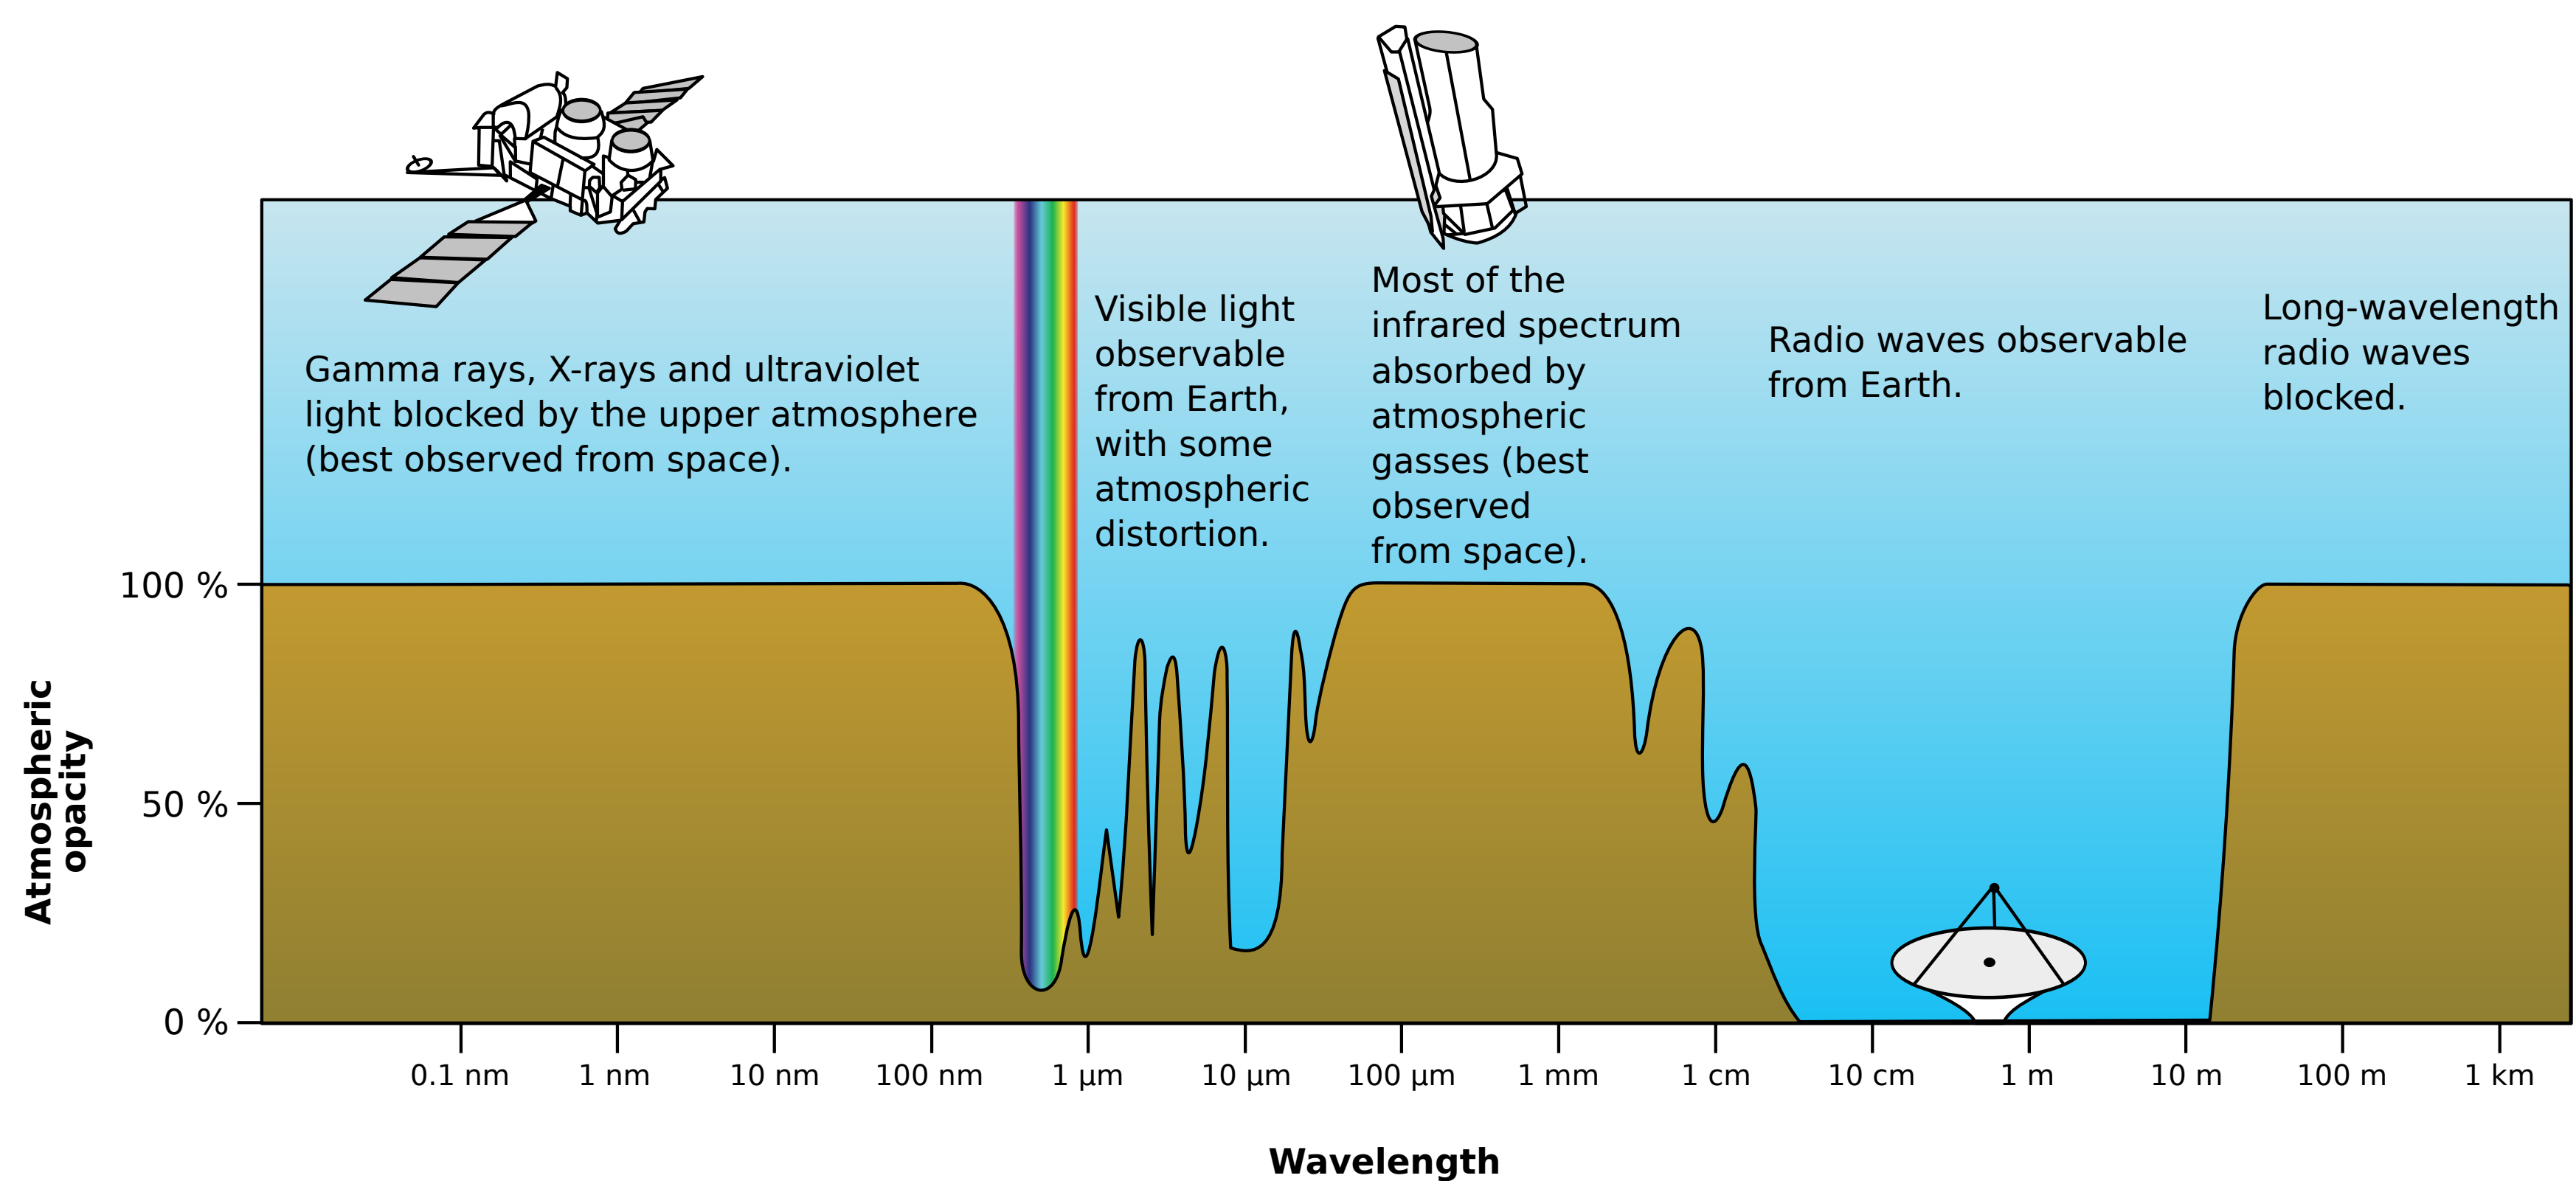 Gamma rays, X-rays and ultraviolet
light blocked by the upper atmosphere
(best observed from space).
Visible light
observable
from Earth,
with some
atmospheric
distortion.
Most of the
infrared spectrum
absorbed by
atmospheric
gasses (best
observed
from space).
Radio waves observable
from Earth.
Long-wavelength
radio waves
blocked.
Atmospheric
opacity
100 %
50 %
0 %
0.1 nm 1 nm 10 nm 100 nm 1 μm 10 μm 100 μm 1 mm 1 cm 10 cm 1 m 10 m 100 m 1 km
Wavelength